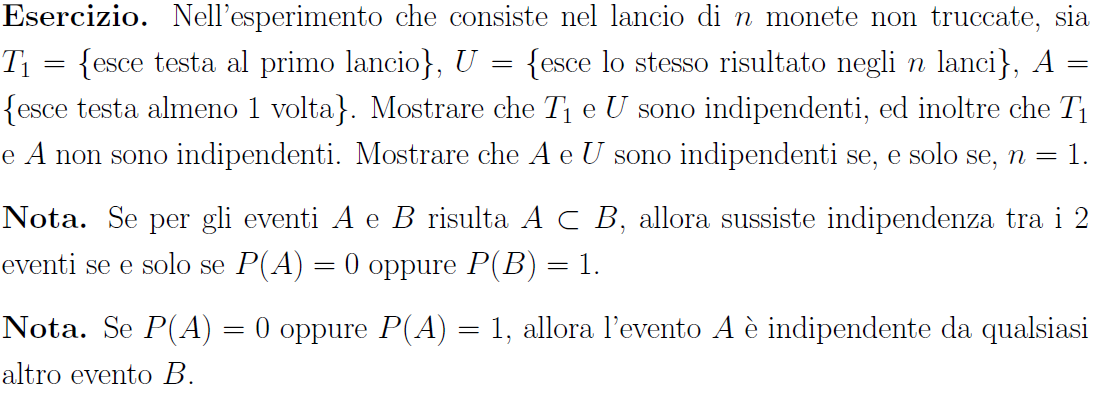 Esercizio. Nell'esperimento che consiste nel lancio di n monete non truccate, sia
T₁ = {esce testa al primo lancio}, U = {esce lo stesso risultato negli n lanci}, A =
{esce testa almeno 1 volta}. Mostrare che T₁ e U sono indipendenti, ed inoltre che T₁
e A non sono indipendenti. Mostrare che A e U sono indipendenti se, e solo se, n = 1.
Nota. Se per gli eventi A e B risulta A ⊂ B, allora sussiste indipendenza tra i 2
eventi se e solo se P(A) = 0 oppure P(B) = 1.
Nota. Se P(A) = 0 oppure P(A) = 1, allora l'evento A è indipendente da qualsiasi
altro evento B.